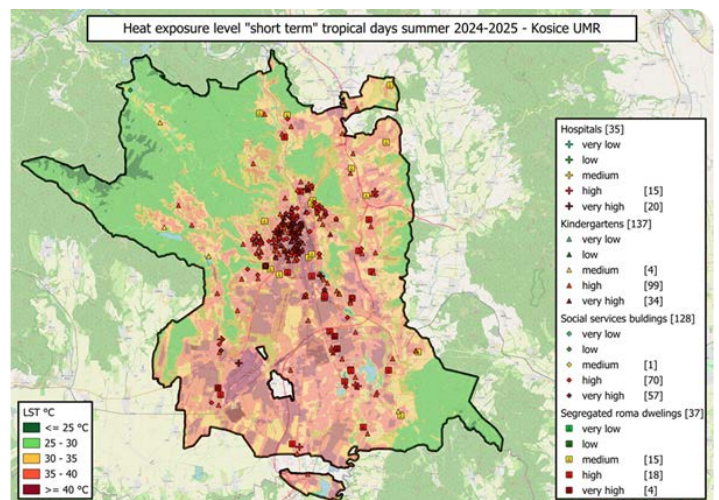 Heat exposure level "short term" tropical days summer 2024-2025 - Kosice UMR
Hospitals [35]
very low
low
medium
high [15]
very high [20]
Kindergartens [137]
very low
low
medium [4]
high [99]
very high [34]
Social services buldings [128]
very low
low
medium [1]
high [70]
very high [57]
Segregated roma dwelings [37]
very low
low
medium [15]
high [18]
very high [4]
LST °C
<= 25 °C
25 - 30
30 - 35
35 - 40
>= 40 °C